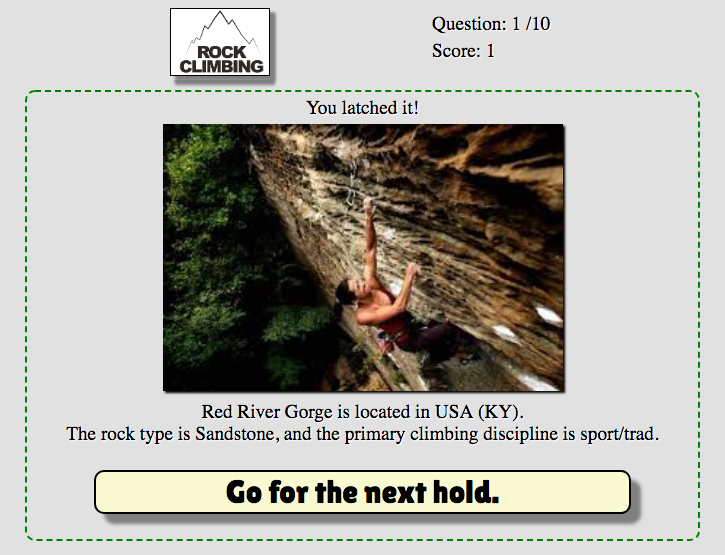 ROCK
CLIMBING
Question: 1 /10
Score: 1
You latched it!
Red River Gorge is located in USA (KY).
The rock type is Sandstone, and the primary climbing discipline is sport/trad.
Go for the next hold.